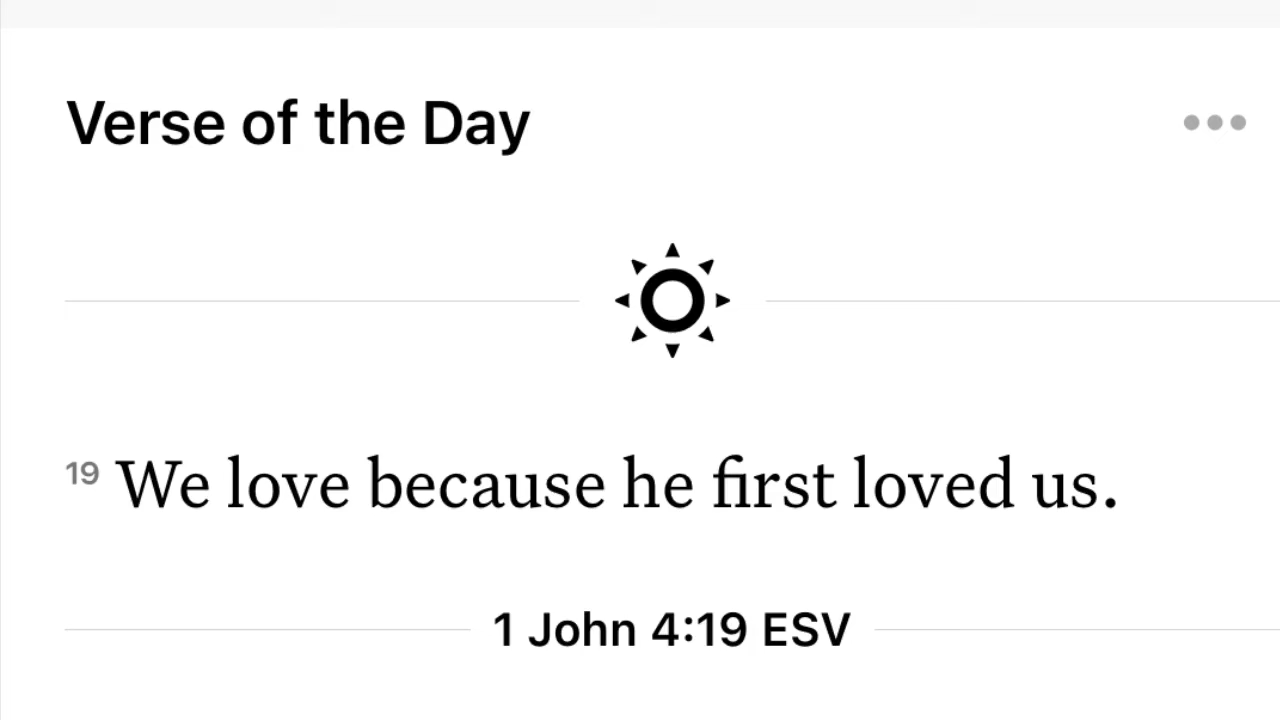 Verse of the Day
19 We love because he first loved us.
1 John 4:19 ESV